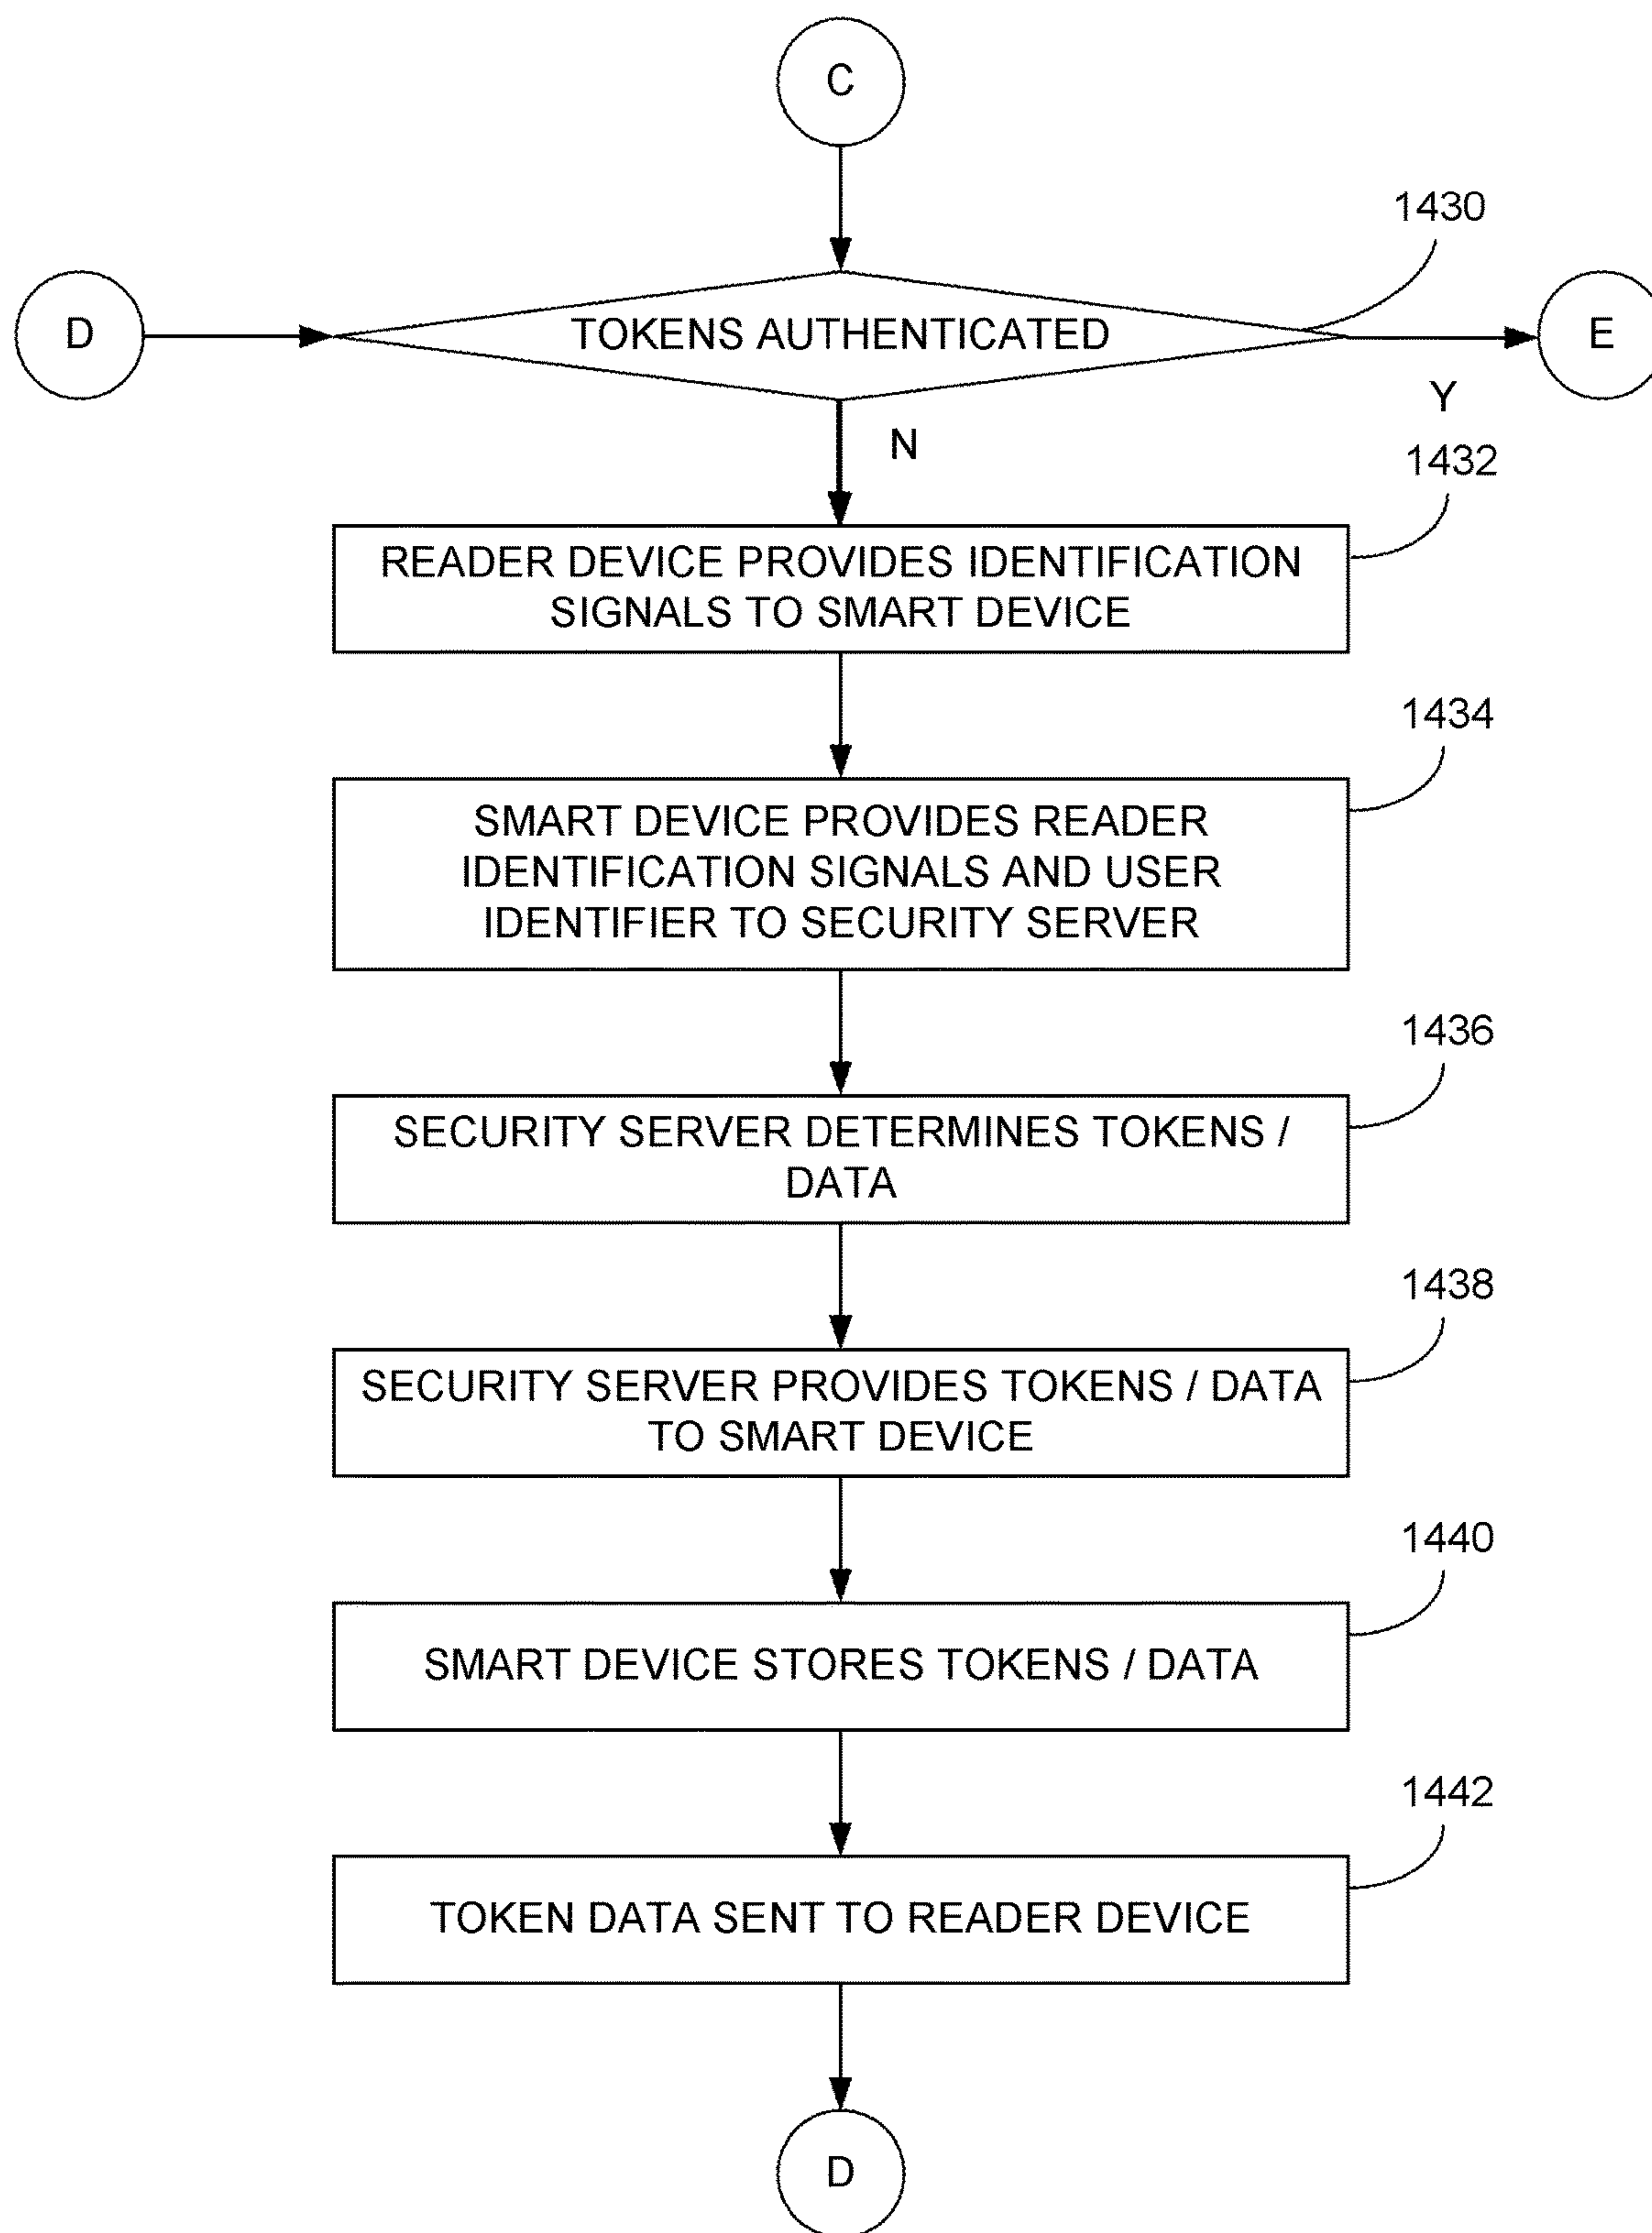 C
1430
D
TOKENS AUTHENTICATED
E
Y
N
1432
READER DEVICE PROVIDES IDENTIFICATION
SIGNALS TO SMART DEVICE
1434
SMART DEVICE PROVIDES READER
IDENTIFICATION SIGNALS AND USER
IDENTIFIER TO SECURITY SERVER
1436
SECURITY SERVER DETERMINES TOKENS /
DATA
1438
SECURITY SERVER PROVIDES TOKENS / DATA
TO SMART DEVICE
1440
SMART DEVICE STORES TOKENS / DATA
1442
TOKEN DATA SENT TO READER DEVICE
D